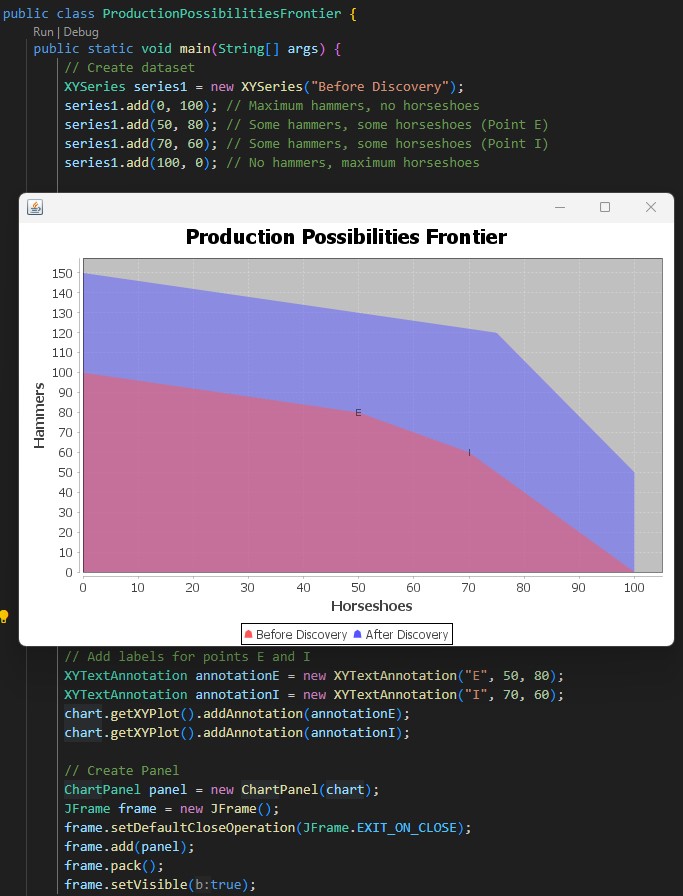 public class ProductionPossibilitiesFrontier {
Run | Debug
public static void main(String[] args) {
// Create dataset
XYSeries series1 = new XYSeries("Before Discovery");
series1.add(0, 100); // Maximum hammers, no horseshoes
series1.add(50, 80); // Some hammers, some horseshoes (Point E)
series1.add(70, 60); // Some hammers, some horseshoes (Point I)
series1.add(100, 0); // No hammers, maximum horseshoes
Production Possibilities Frontier
Hammers
150
140
130
120
110
100
90
80
70
60
50
40
30
20
10
0
E
I
0 10 20 30 40 50 60 70 80 90 100
Horseshoes
Before Discovery After Discovery
// Add labels for points E and I
XYTextAnnotation annotationE = new XYTextAnnotation("E", 50, 80);
XYTextAnnotation annotationI = new XYTextAnnotation("I", 70, 60);
chart.getXYPlot().addAnnotation(annotationE);
chart.getXYPlot().addAnnotation(annotationI);
// Create Panel
ChartPanel panel = new ChartPanel(chart);
JFrame frame = new JFrame();
frame.setDefaultCloseOperation(JFrame.EXIT_ON_CLOSE);
frame.add(panel);
frame.pack();
frame.setVisible(b:true);